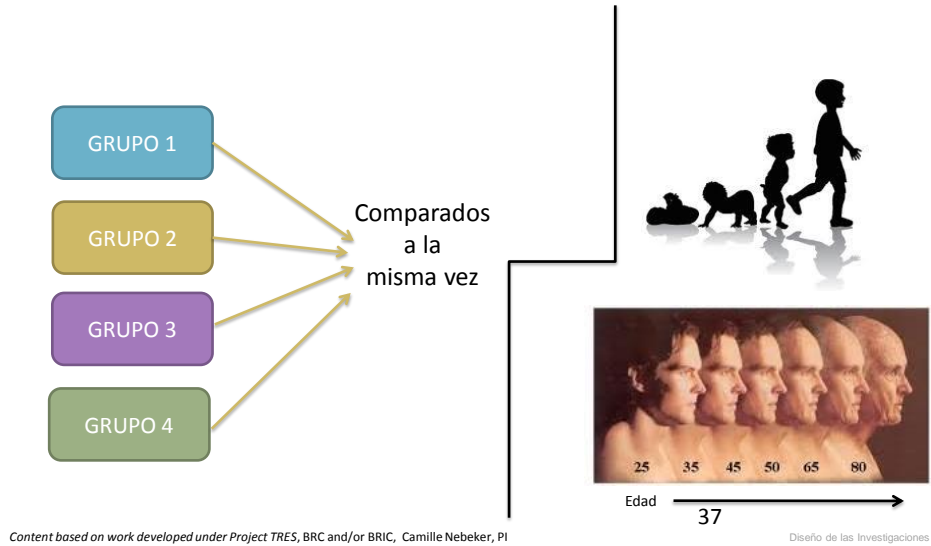 GRUPO 1
GRUPO 2
GRUPO 3
GRUPO 4
Comparados
a la
misma vez
25 35 45 50 65 80
Edad
37
Content based on work developed under Project TRES, BRC and/or BRIC, Camille Nebeker, PI
Diseño de las Investigaciones